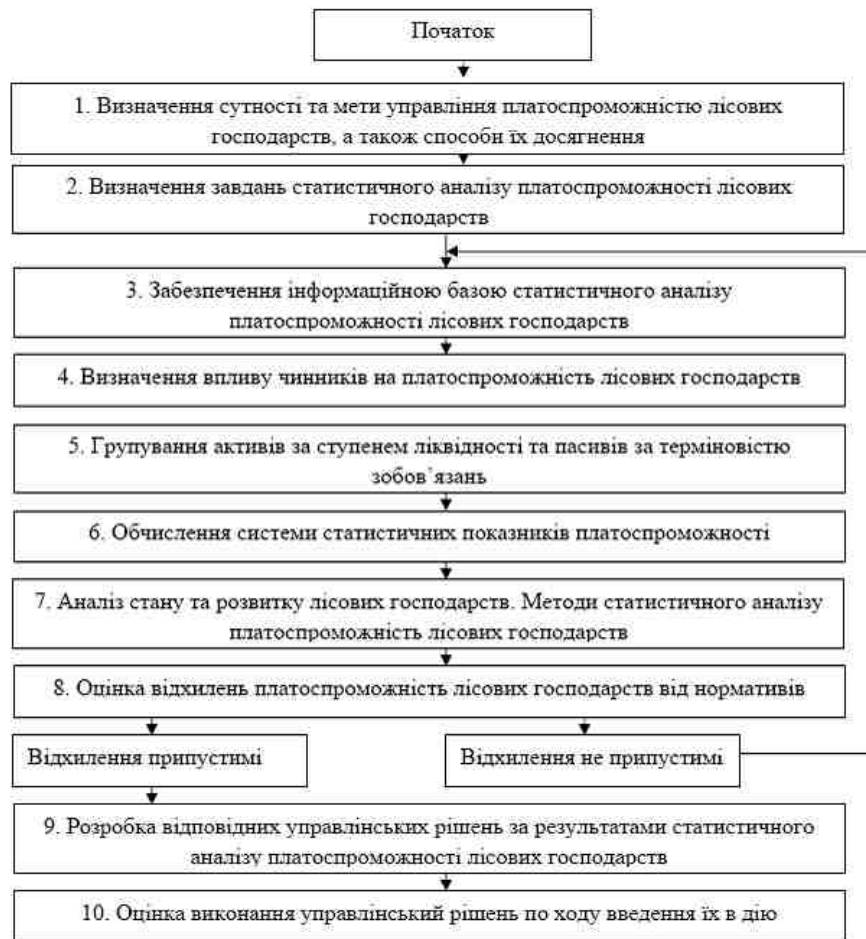 Початок
1. Визначення сутності та мети управління платоспроможністю лісових
господарств, а також способи їх досягнення
2. Визначення завдань статистичного аналізу платоспроможності лісових
господарств
3. Забезпечення інформаційною базою статистичного аналізу
платоспроможності лісових господарств
4. Визначення впливу чинників на платоспроможність лісових господарств
5. Групування активів за ступенем ліквідності та пасивів за терміновістю
зобов’язань
6. Обчислення системи статистичних показників платоспроможності
7. Аналіз стану та розвитку лісових господарств. Методи статистичного аналізу
платоспроможність лісових господарств
8. Оцінка відхилень платоспроможність лісових господарств від нормативів
Відхилення припустимі
Відхилення не припустимі
9. Розробка відповідних управлінських рішень за результатами статистичного
аналізу платоспроможності лісових господарств
10. Оцінка виконання управлінський рішень по ходу введення їх в дію